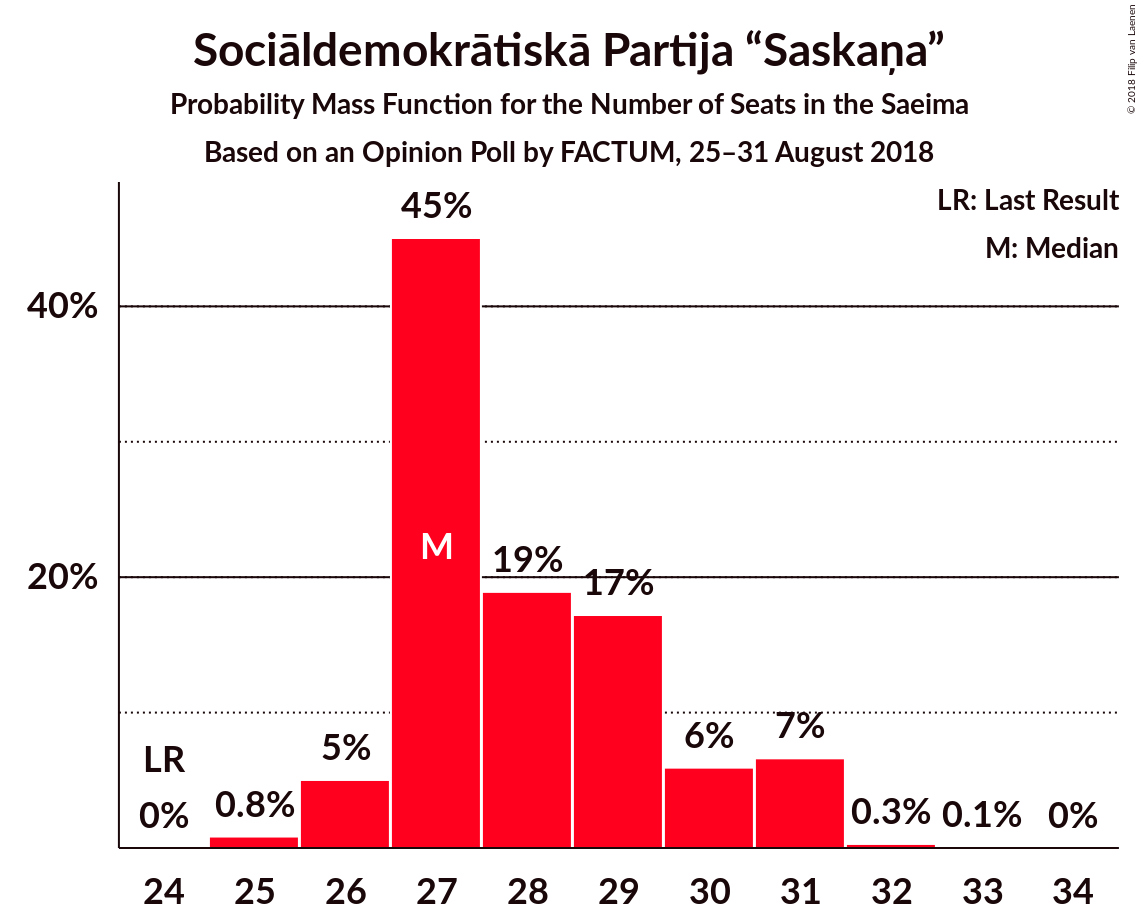 Sociāldemokrātiskā Partija “Saskaņa”
Probability Mass Function for the Number of Seats in the Saeima
Based on an Opinion Poll by FACTUM, 25–31 August 2018
© 2018 Filip van Laenen
LR: Last Result
M: Median
45%
40%
M
19%
17%
20%
7%
6%
5%
LR
0.8%
0.3%
0.1%
0%
0%
24 25 26 27 28 29 30 31 32 33 34